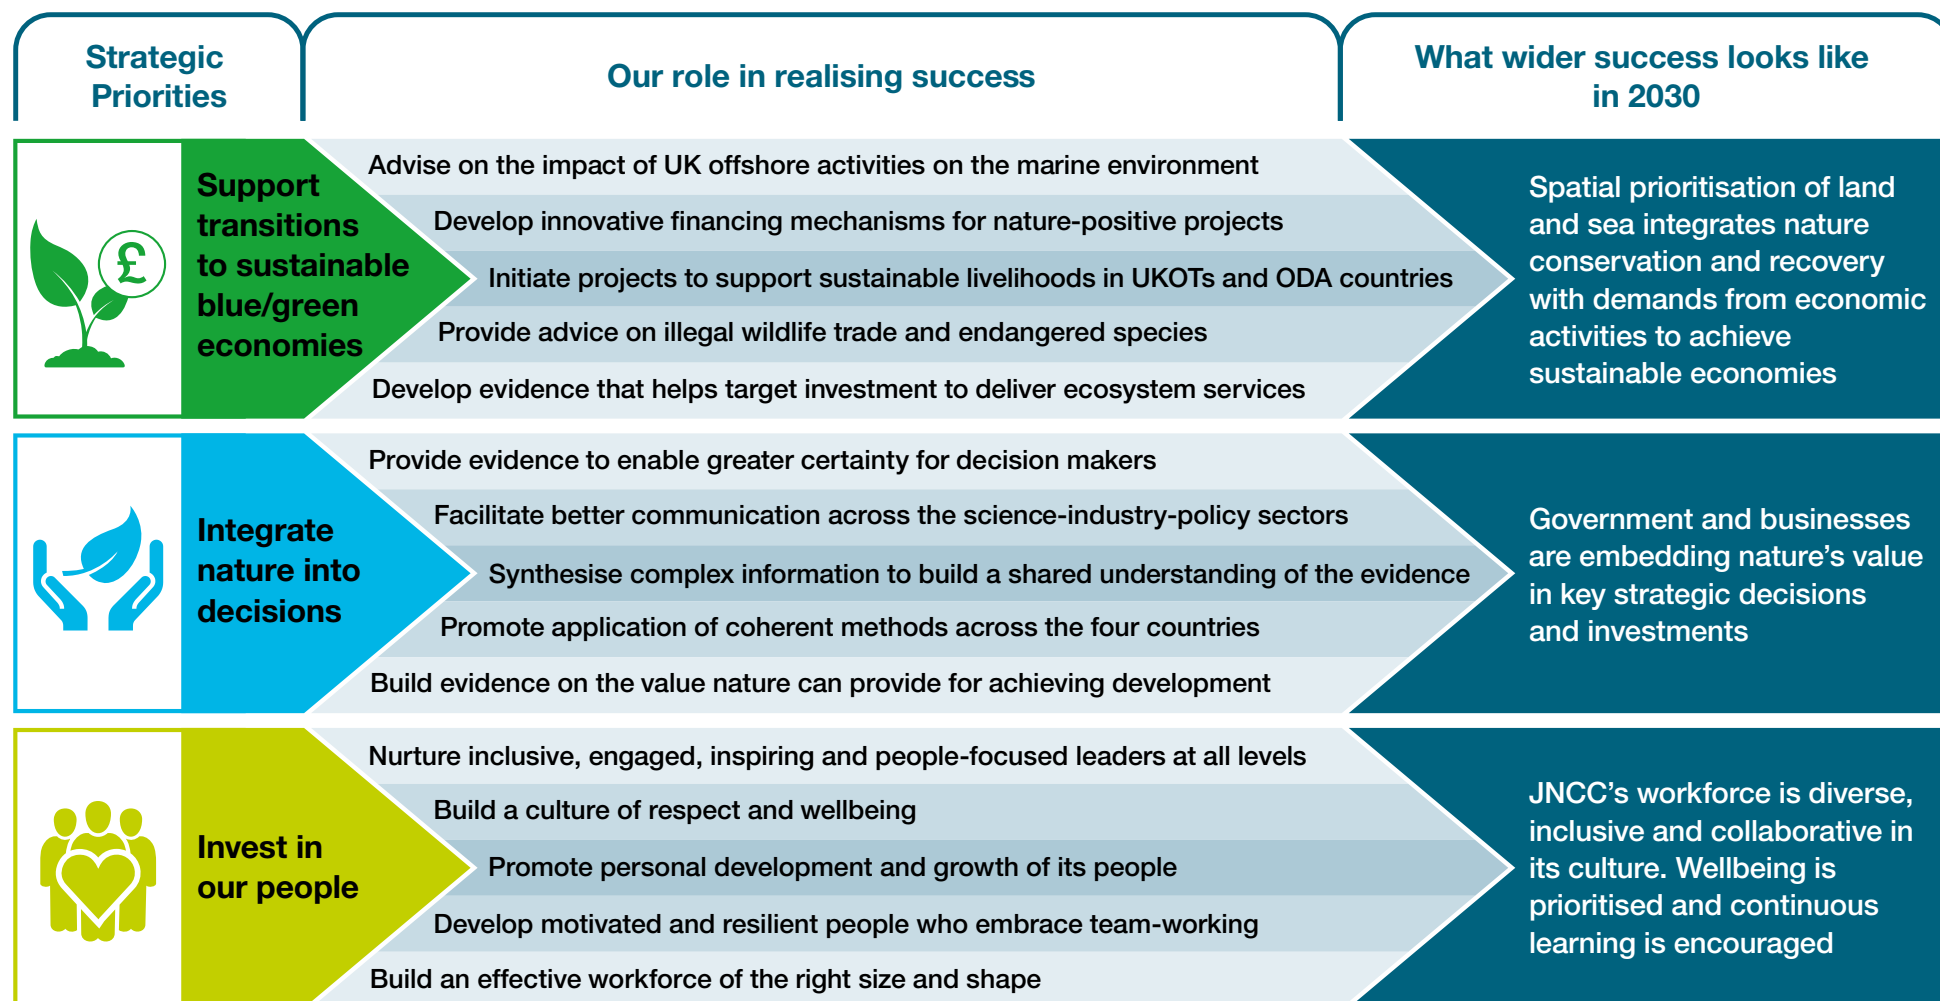 Strategic
Priorities
Our role in realising success
What wider success looks like
in 2030
Support
transitions
to sustainable
blue/green
economies
£
Advise on the impact of UK offshore activities on the marine environment
Develop innovative financing mechanisms for nature-positive projects
Initiate projects to support sustainable livelihoods in UKOTs and ODA countries
Provide advice on illegal wildlife trade and endangered species
Develop evidence that helps target investment to deliver ecosystem services
Spatial prioritisation of land
and sea integrates nature
conservation and recovery
with demands from economic
activities to achieve
sustainable economies
Integrate
nature into
decisions
Provide evidence to enable greater certainty for decision makers
Facilitate better communication across the science-industry-policy sectors
Synthesise complex information to build a shared understanding of the evidence
Promote application of coherent methods across the four countries
Build evidence on the value nature can provide for achieving development
Government and businesses
are embedding nature’s value
in key strategic decisions
and investments
Invest in
our people
Nurture inclusive, engaged, inspiring and people-focused leaders at all levels
Build a culture of respect and wellbeing
Promote personal development and growth of its people
Develop motivated and resilient people who embrace team-working
Build an effective workforce of the right size and shape
JNCC’s workforce is diverse,
inclusive and collaborative in
its culture. Wellbeing is
prioritised and continuous
learning is encouraged